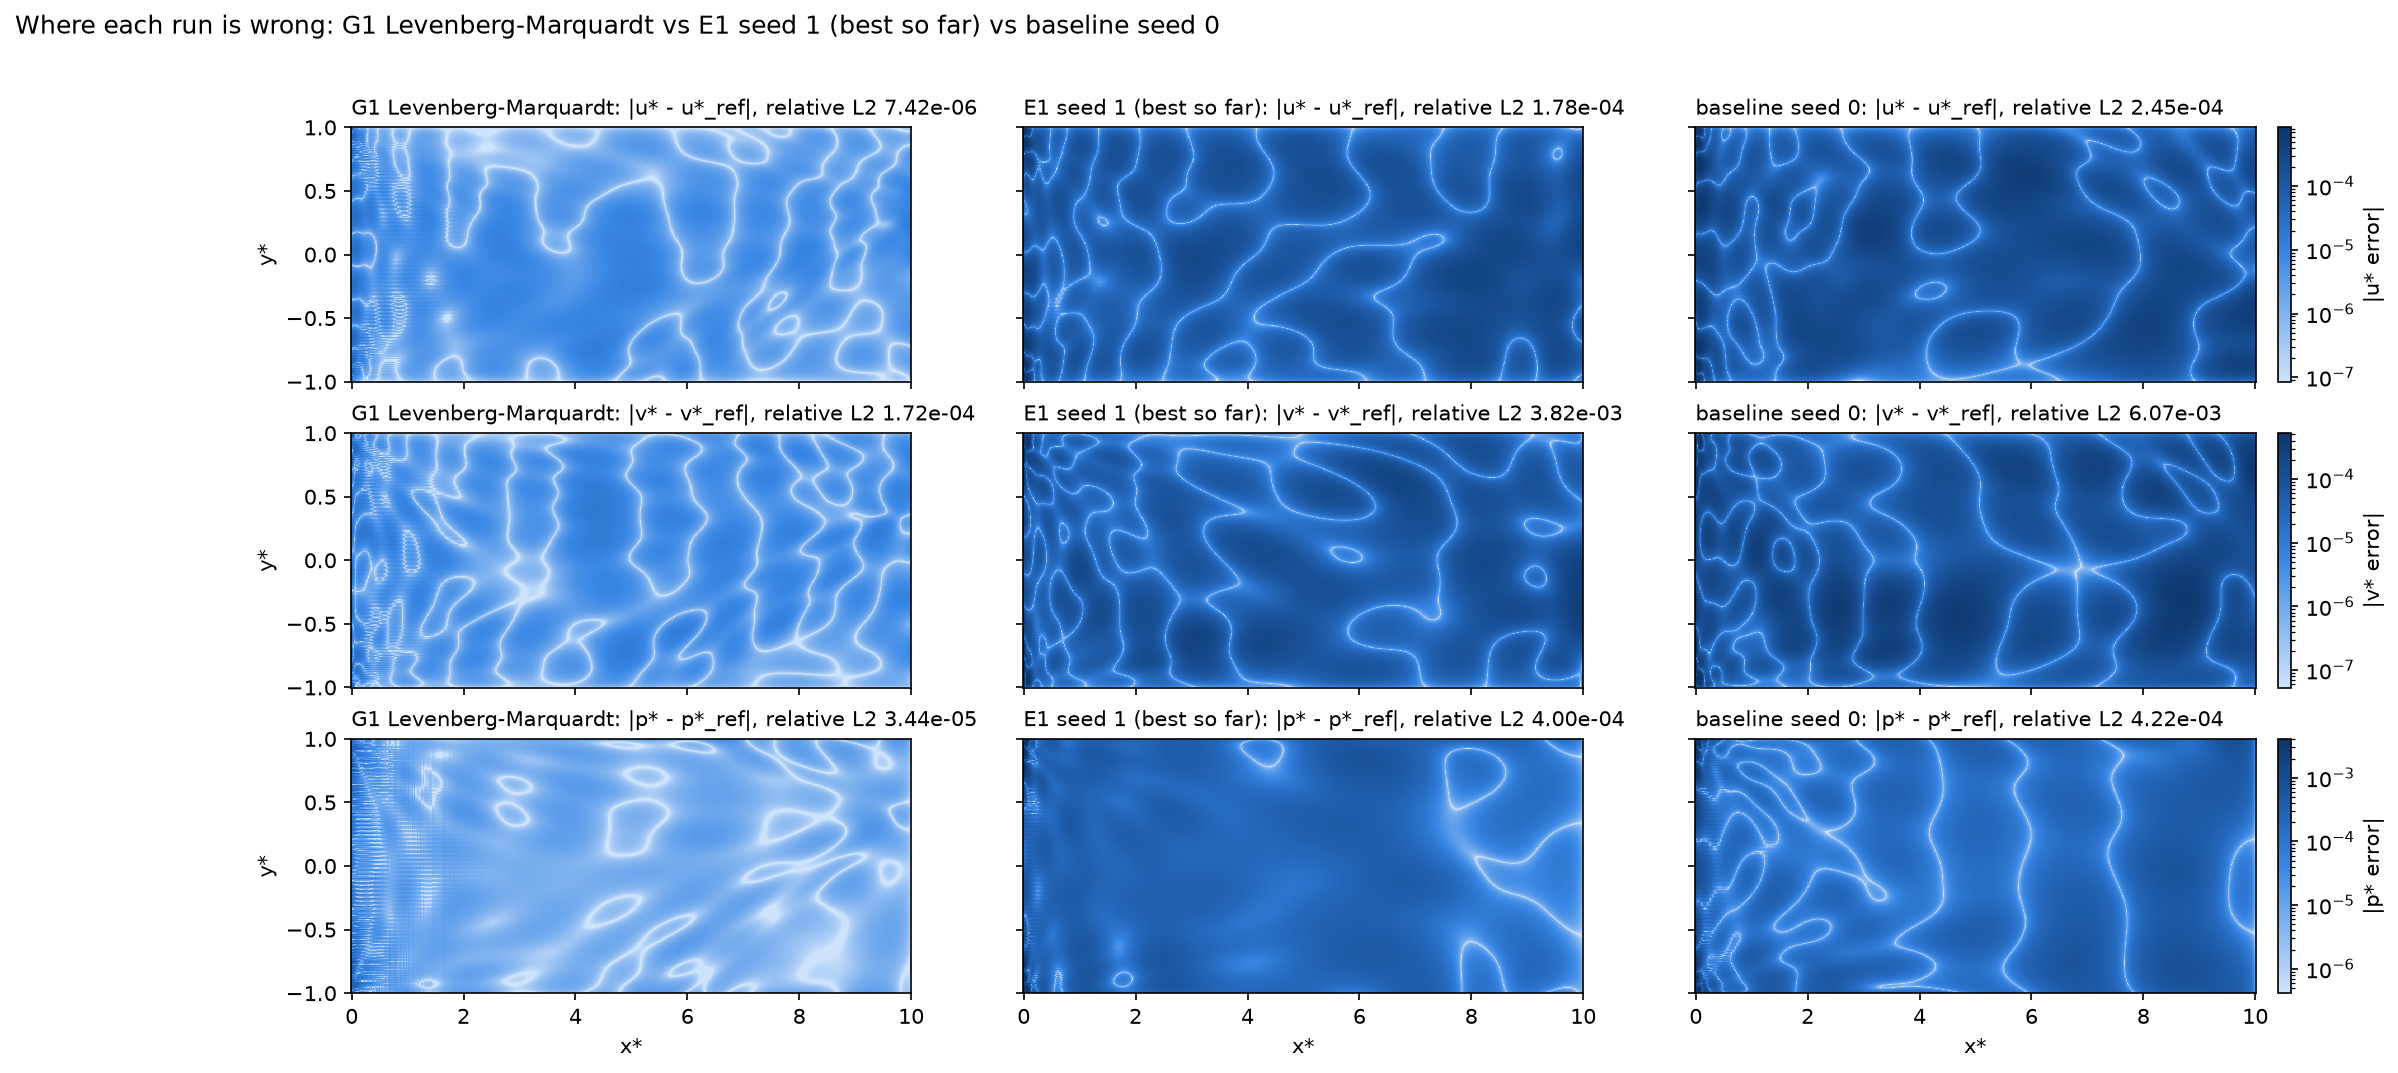 Where each run is wrong: G1 Levenberg-Marquardt vs E1 seed 1 (best so far) vs baseline seed 0
G1 Levenberg-Marquardt: |u* - u*_ref|, relative L2 7.42e-06
E1 seed 1 (best so far): |u* - u*_ref|, relative L2 1.78e-04
baseline seed 0: |u* - u*_ref|, relative L2 2.45e-04
1.0
0.5
0.0
−0.5
−1.0
y*
10⁻⁴
10⁻⁵
10⁻⁶
10⁻⁷
|u* error|
G1 Levenberg-Marquardt: |v* - v*_ref|, relative L2 1.72e-04
E1 seed 1 (best so far): |v* - v*_ref|, relative L2 3.82e-03
baseline seed 0: |v* - v*_ref|, relative L2 6.07e-03
1.0
0.5
0.0
−0.5
−1.0
y*
10⁻⁴
10⁻⁵
10⁻⁶
10⁻⁷
|v* error|
G1 Levenberg-Marquardt: |p* - p*_ref|, relative L2 3.44e-05
E1 seed 1 (best so far): |p* - p*_ref|, relative L2 4.00e-04
baseline seed 0: |p* - p*_ref|, relative L2 4.22e-04
1.0
0.5
0.0
−0.5
−1.0
y*
10⁻³
10⁻⁴
10⁻⁵
10⁻⁶
|p* error|
0 2 4 6 8 10
0 2 4 6 8 10
0 2 4 6 8 10
x*
x*
x*